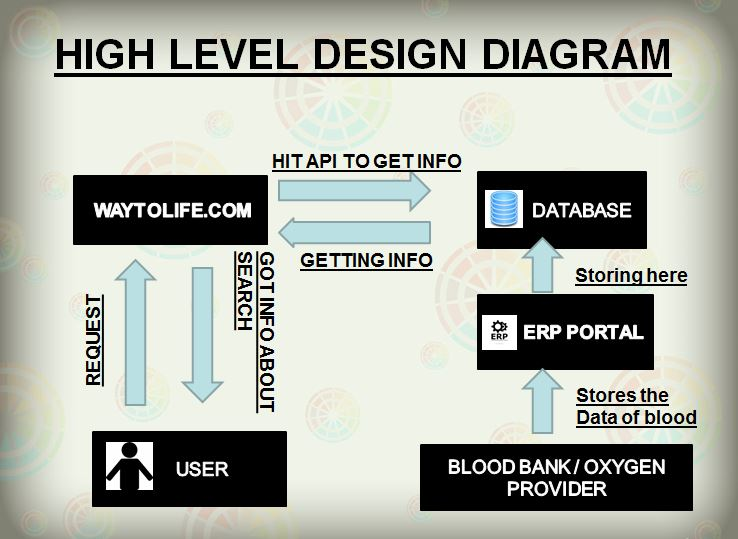 HIGH LEVEL DESIGN DIAGRAM
HIT API TO GET INFO
WAYTOLIFE.COM
DATABASE
GETTING INFO
REQUEST
GOT INFO ABOUT
SEARCH
Storing here
ERP
ERP PORTAL
Stores the
Data of blood
USER
BLOOD BANK / OXYGEN
PROVIDER